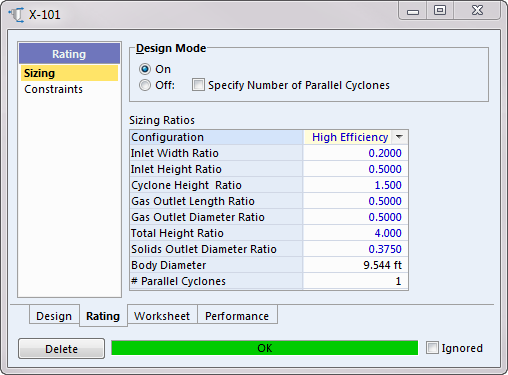 X-101
Rating
Sizing
Constraints
Design Mode
On
Off: Specify Number of Parallel Cyclones
Sizing Ratios
Configuration High Efficiency
Inlet Width Ratio 0.2000
Inlet Height Ratio 0.5000
Cyclone Height Ratio 1.500
Gas Outlet Length Ratio 0.5000
Gas Outlet Diameter Ratio 0.5000
Total Height Ratio 4.000
Solids Outlet Diameter Ratio 0.3750
Body Diameter 9.544 ft
# Parallel Cyclones 1
Design Rating Worksheet Performance
Delete OK Ignored